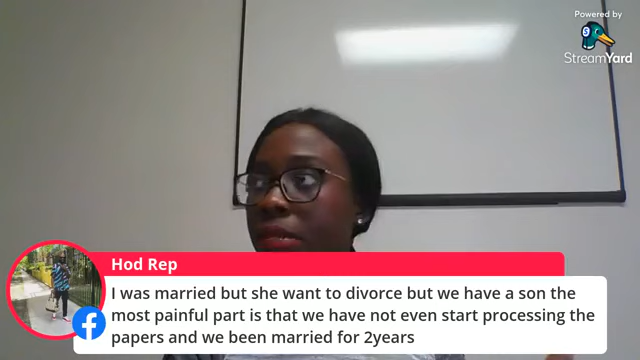 Powered by
StreamYard
Hod Rep
I was married but she want to divorce but we have a son the
most painful part is that we have not even start processing the
papers and we been married for 2years